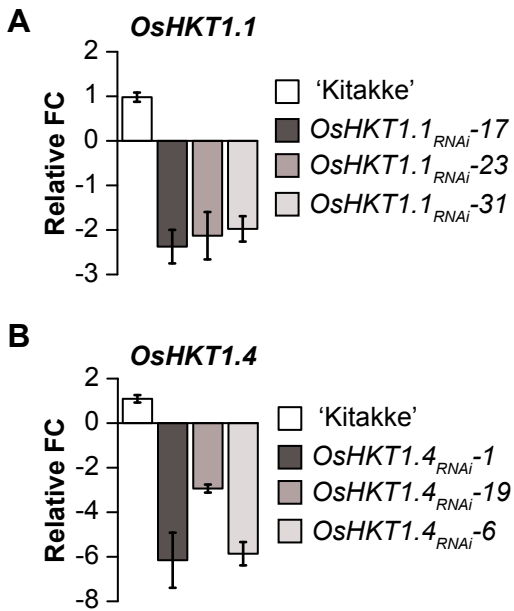 A
OsHKT1.1
2
1
0
-1
-2
-3
Relative FC
'Kitakke'
OsHKT1.1RNAi-17
OsHKT1.1RNAi-23
OsHKT1.1RNAi-31
B
OsHKT1.4
2
0
-2
-4
-6
-8
Relative FC
'Kitakke'
OsHKT1.4RNAi-1
OsHKT1.4RNAi-19
OsHKT1.4RNAi-6